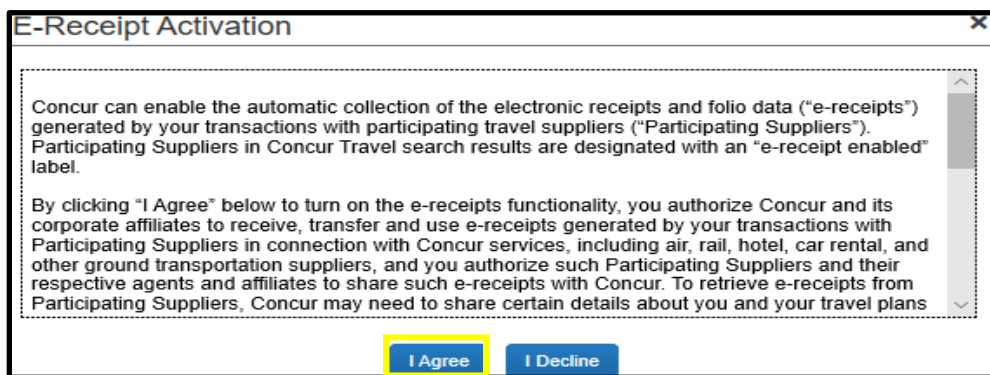 E-Receipt Activation
Concur can enable the automatic collection of the electronic receipts and folio data (“e-receipts”)
generated by your transactions with participating travel suppliers (“Participating Suppliers”).
Participating Suppliers in Concur Travel search results are designated with an “e-receipt enabled”
label.
By clicking “I Agree” below to turn on the e-receipts functionality, you authorize Concur and its
corporate affiliates to receive, transfer and use e-receipts generated by your transactions with
Participating Suppliers in connection with Concur services, including air, rail, hotel, car rental, and
other ground transportation suppliers, and you authorize such Participating Suppliers and their
respective agents and affiliates to share such e-receipts with Concur. To retrieve e-receipts from
Participating Suppliers, Concur may need to share certain details about you and your travel plans
I Agree
I Decline